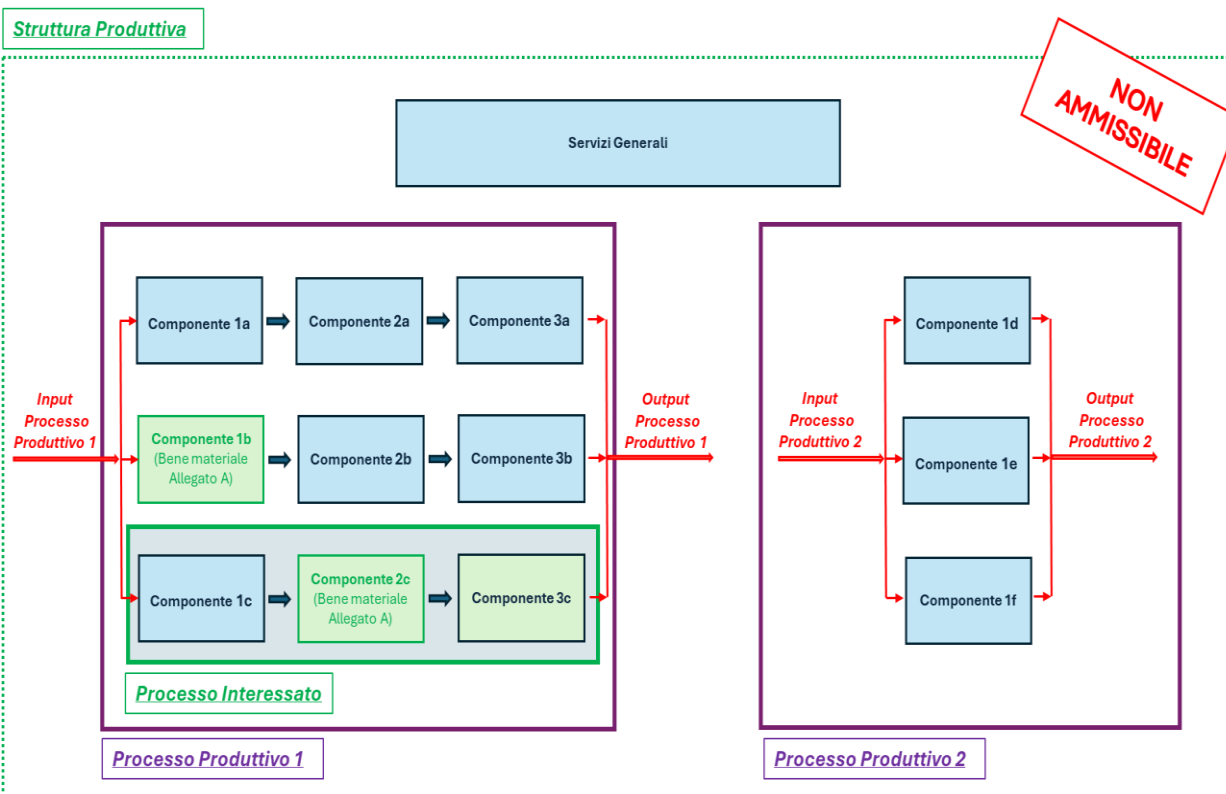 Struttura Produttiva
NON
AMMISSIBILE
Servizi Generali
Componente 1a
Componente 2a
Componente 3a
Componente 1d
Input
Processo
Produttivo 1
Output
Processo
Produttivo 1
Input
Processo
Produttivo 2
Output
Processo
Produttivo 2
Componente 1b
(Bene materiale
Allegato A)
Componente 2b
Componente 3b
Componente 1e
Componente 1c
Componente 2c
(Bene materiale
Allegato A)
Componente 3c
Componente 1f
Processo Interessato
Processo Produttivo 1
Processo Produttivo 2